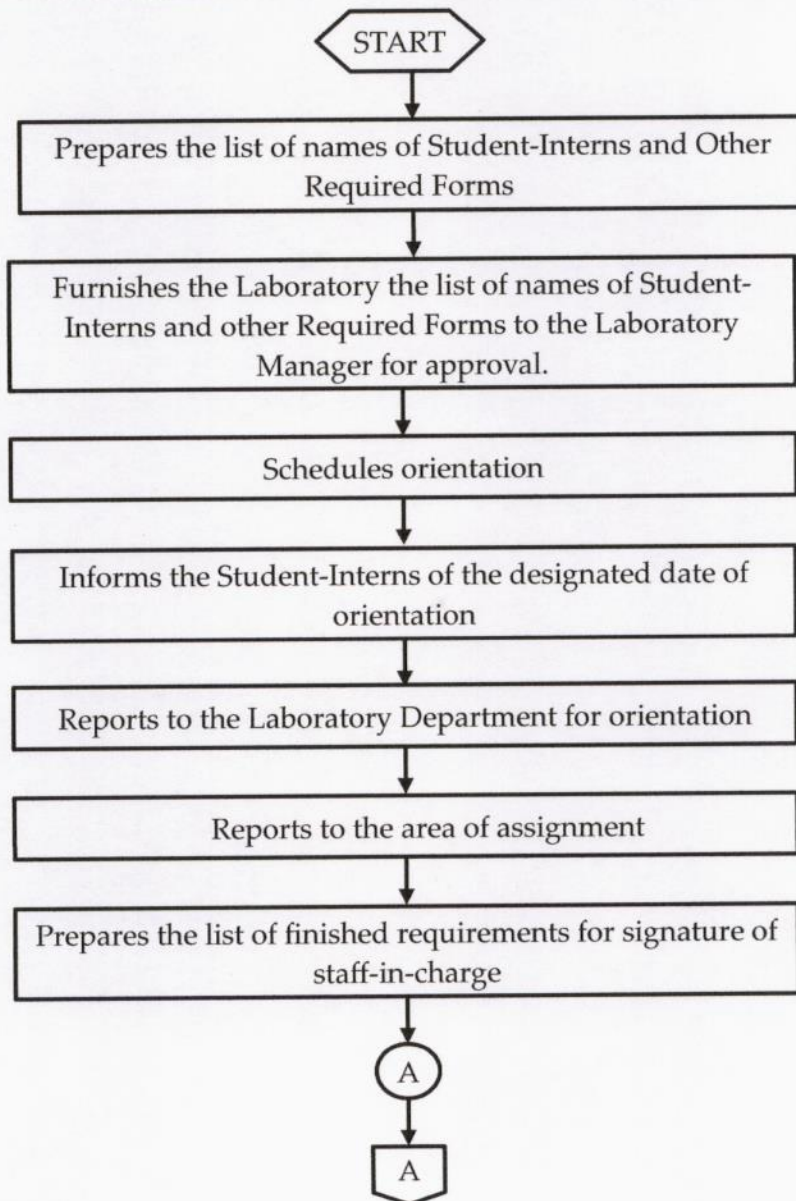 START
Prepares the list of names of Student-Interns and Other
Required Forms
Furnishes the Laboratory the list of names of Student-
Interns and other Required Forms to the Laboratory
Manager for approval.
Schedules orientation
Informs the Student-Interns of the designated date of
orientation
Reports to the Laboratory Department for orientation
Reports to the area of assignment
Prepares the list of finished requirements for signature of
staff-in-charge
A
A